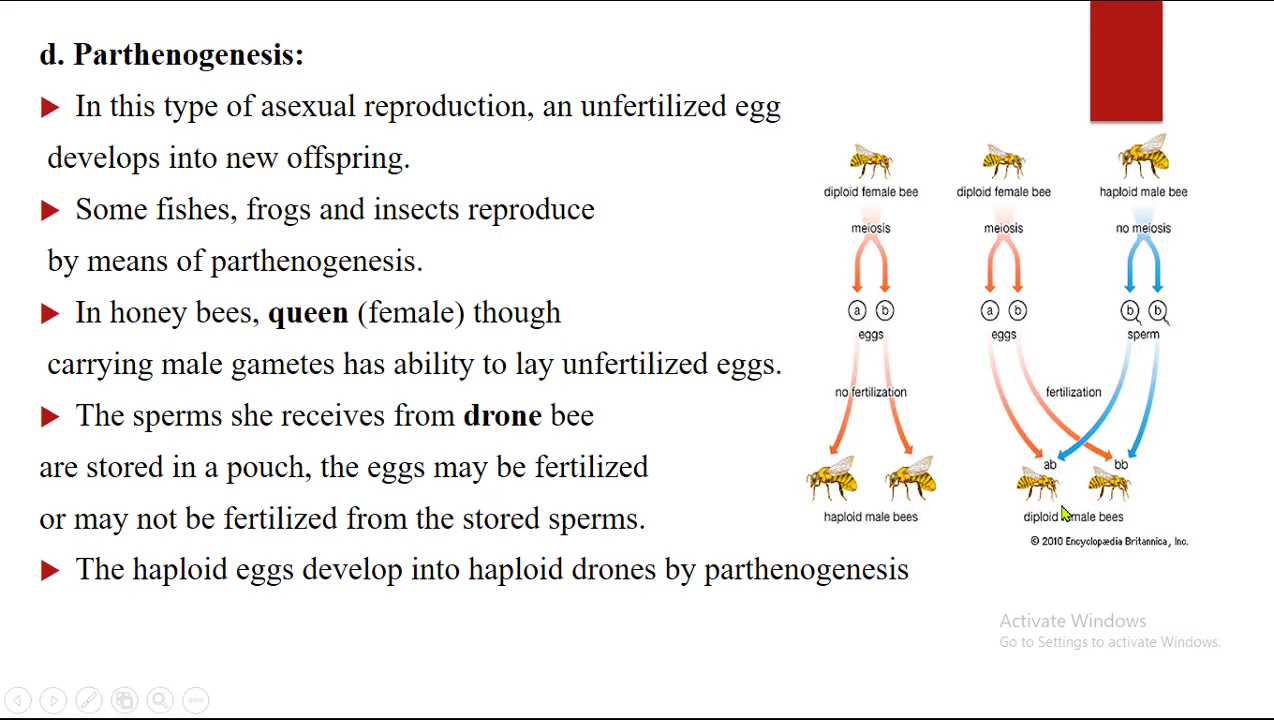 d. Parthenogenesis:
In this type of asexual reproduction, an unfertilized egg
develops into new offspring.
Some fishes, frogs and insects reproduce
by means of parthenogenesis.
In honey bees, queen (female) though
carrying male gametes has ability to lay unfertilized eggs.
The sperms she receives from drone bee
are stored in a pouch, the eggs may be fertilized
or may not be fertilized from the stored sperms.
The haploid eggs develop into haploid drones by parthenogenesis
diploid female bee diploid female bee haploid male bee
meiosis meiosis no meiosis
a b a b b b
eggs eggs sperm
no fertilization fertilization
ab bb
haploid male bees diploid female bees
© 2010 Encyclopædia Britannica, Inc.
Activate Windows
Go to Settings to activate Windows.